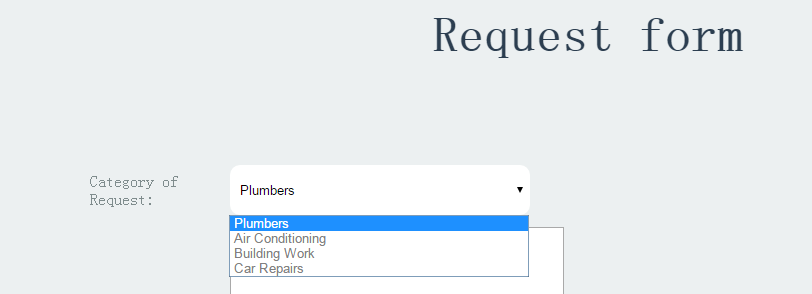 Request form
Category of
Request:
Plumbers
Plumbers
Air Conditioning
Building Work
Car Repairs